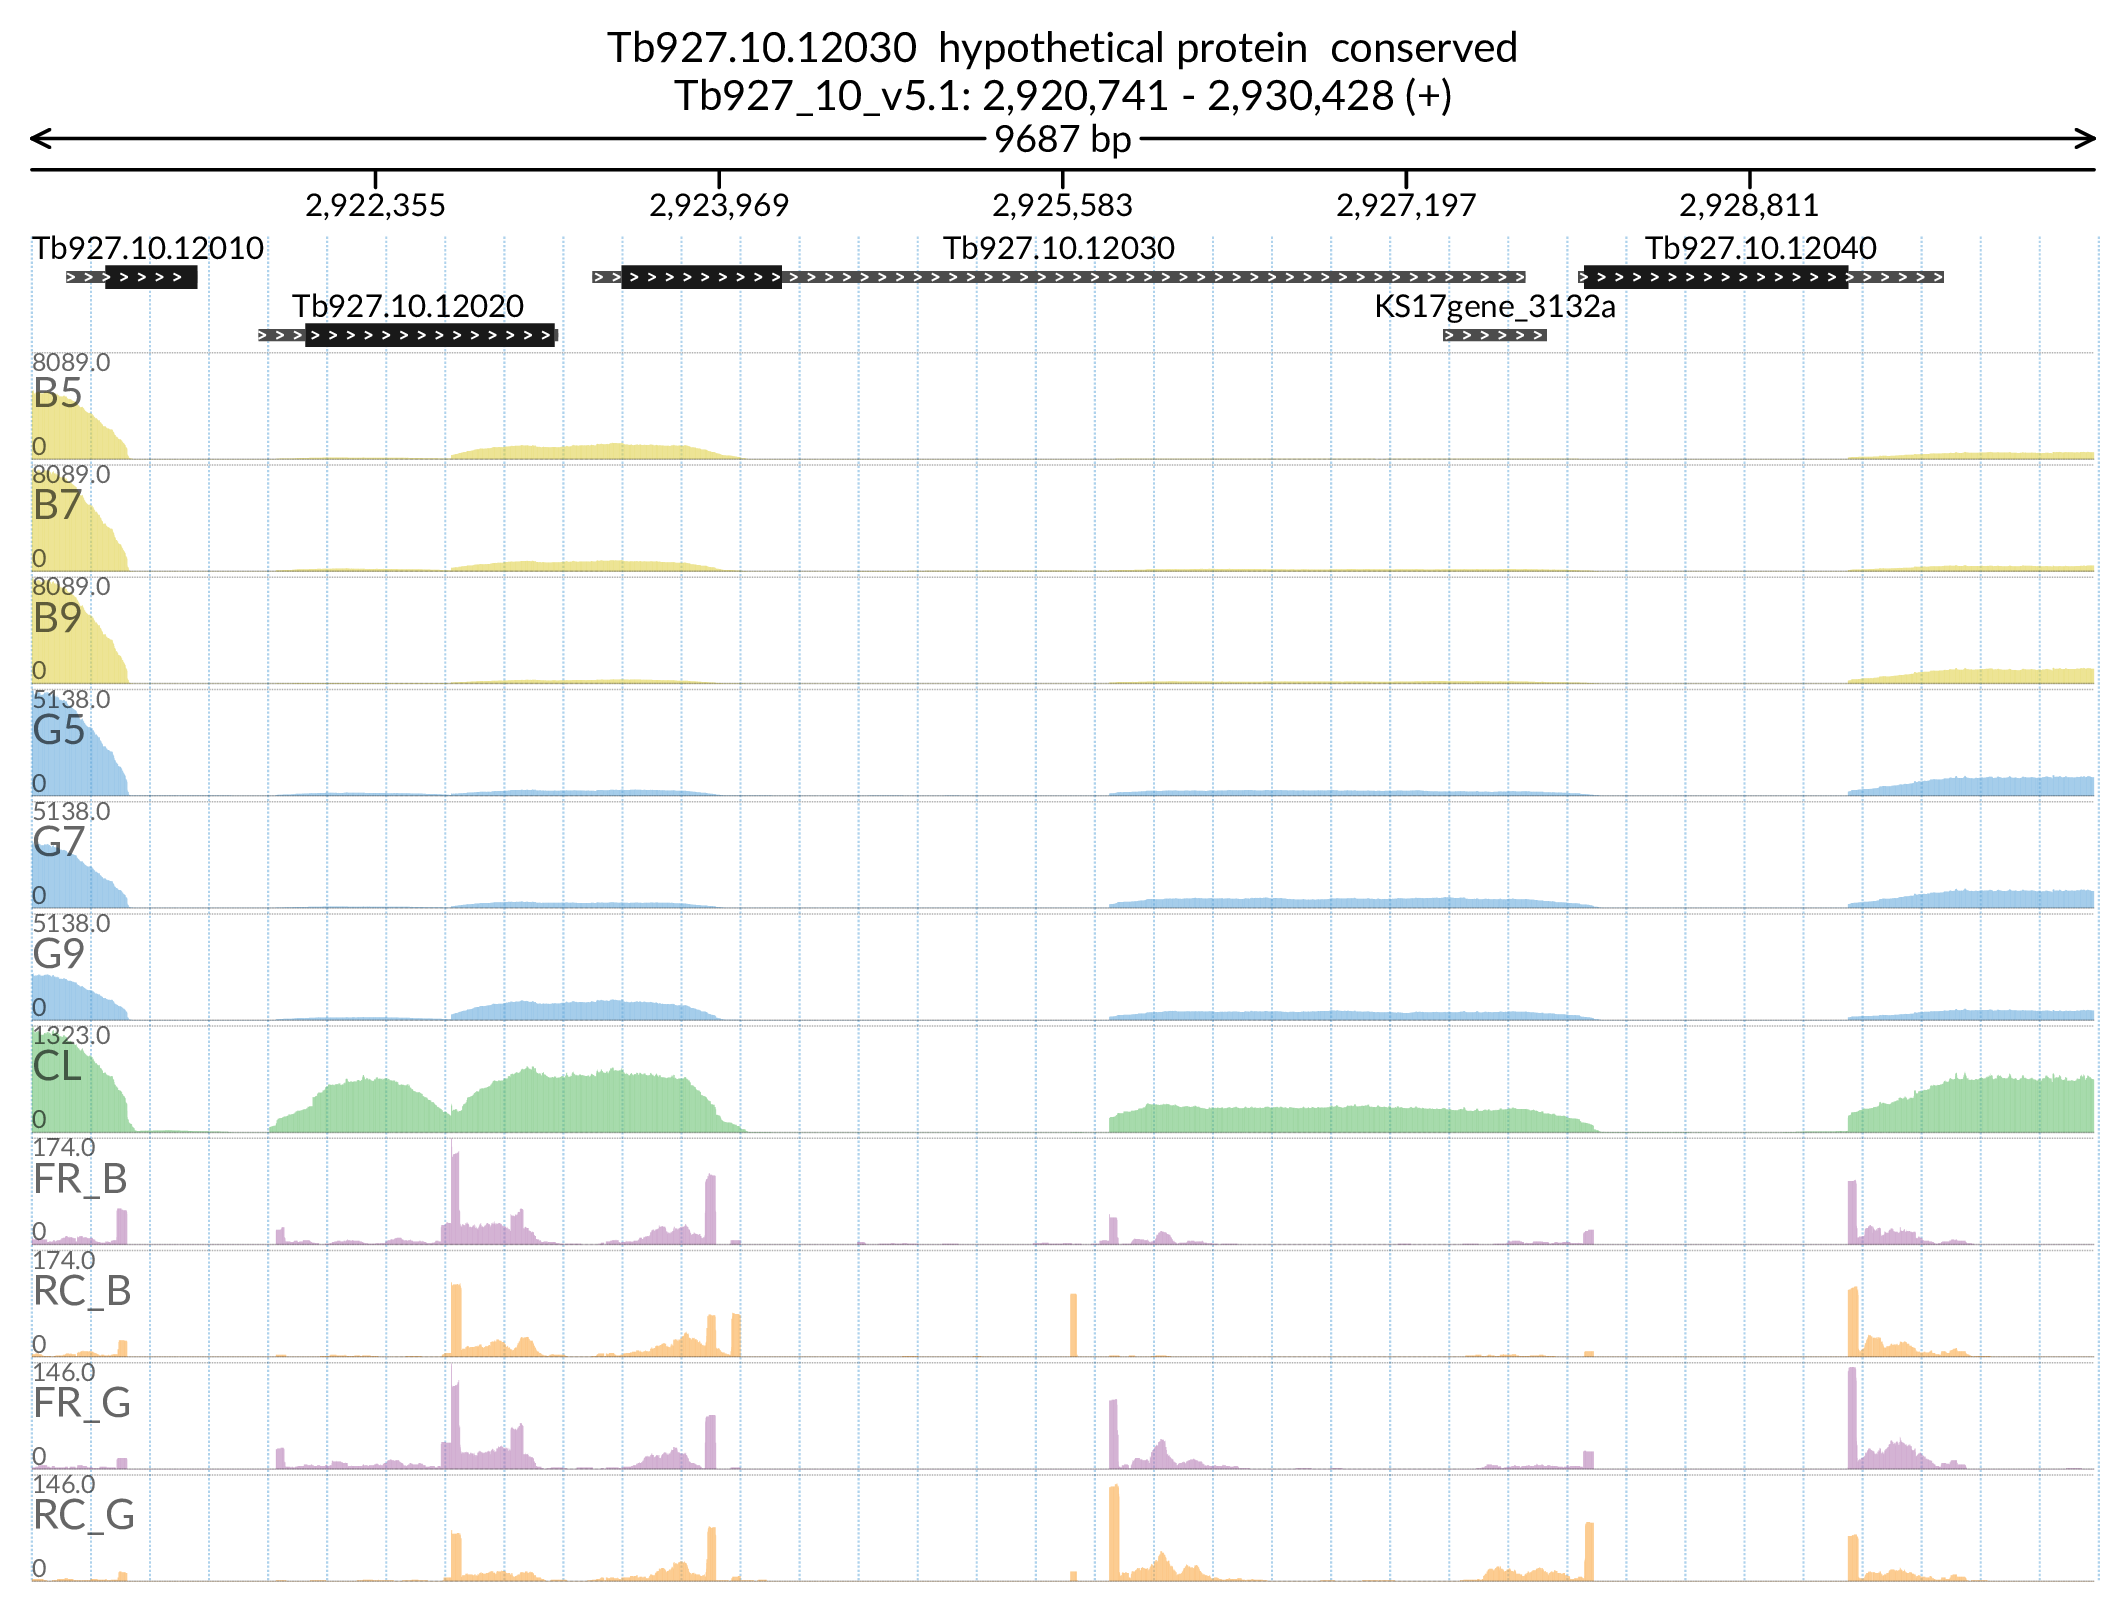 Tb927.10.12030  hypothetical protein  conserved
Tb927_10_v5.1: 2,920,741 - 2,930,428 (+)
9687 bp
2,922,355 2,923,969 2,925,583 2,927,197 2,928,811
Tb927.10.12010 Tb927.10.12030 Tb927.10.12040
Tb927.10.12020 KS17gene_3132a
8089.0
B5
0
8089.0
B7
0
8089.0
B9
0
5138.0
G5
0
5138.0
G7
0
5138.0
G9
0
1323.0
CL
0
174.0
FR_B
0
174.0
RC_B
0
146.0
FR_G
0
146.0
RC_G
0